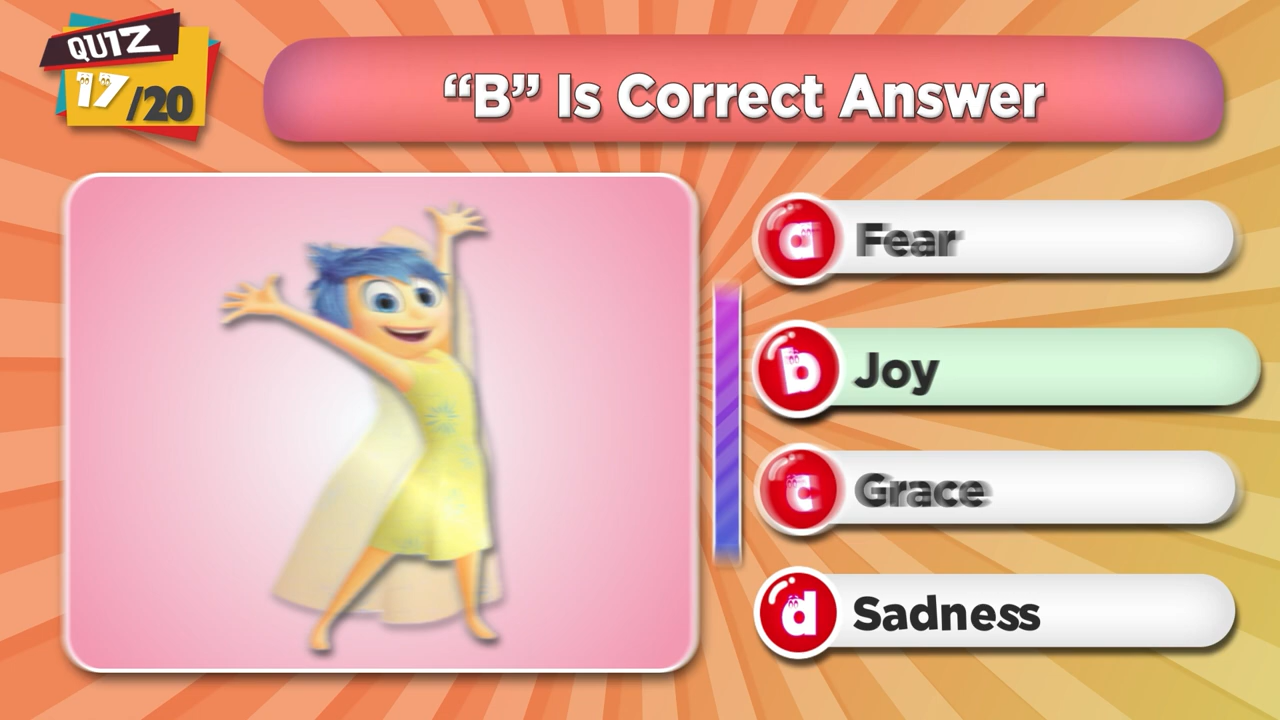 QUIZ
17/20
“B” Is Correct Answer
a Fear
b Joy
c Grace
d Sadness